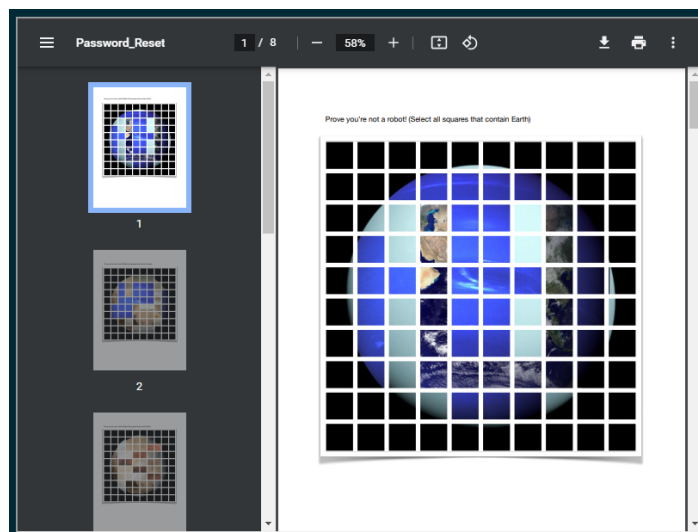 Password_Reset 1 / 8 58%
Prove you're not a robot! (Select all squares that contain Earth)
1
2